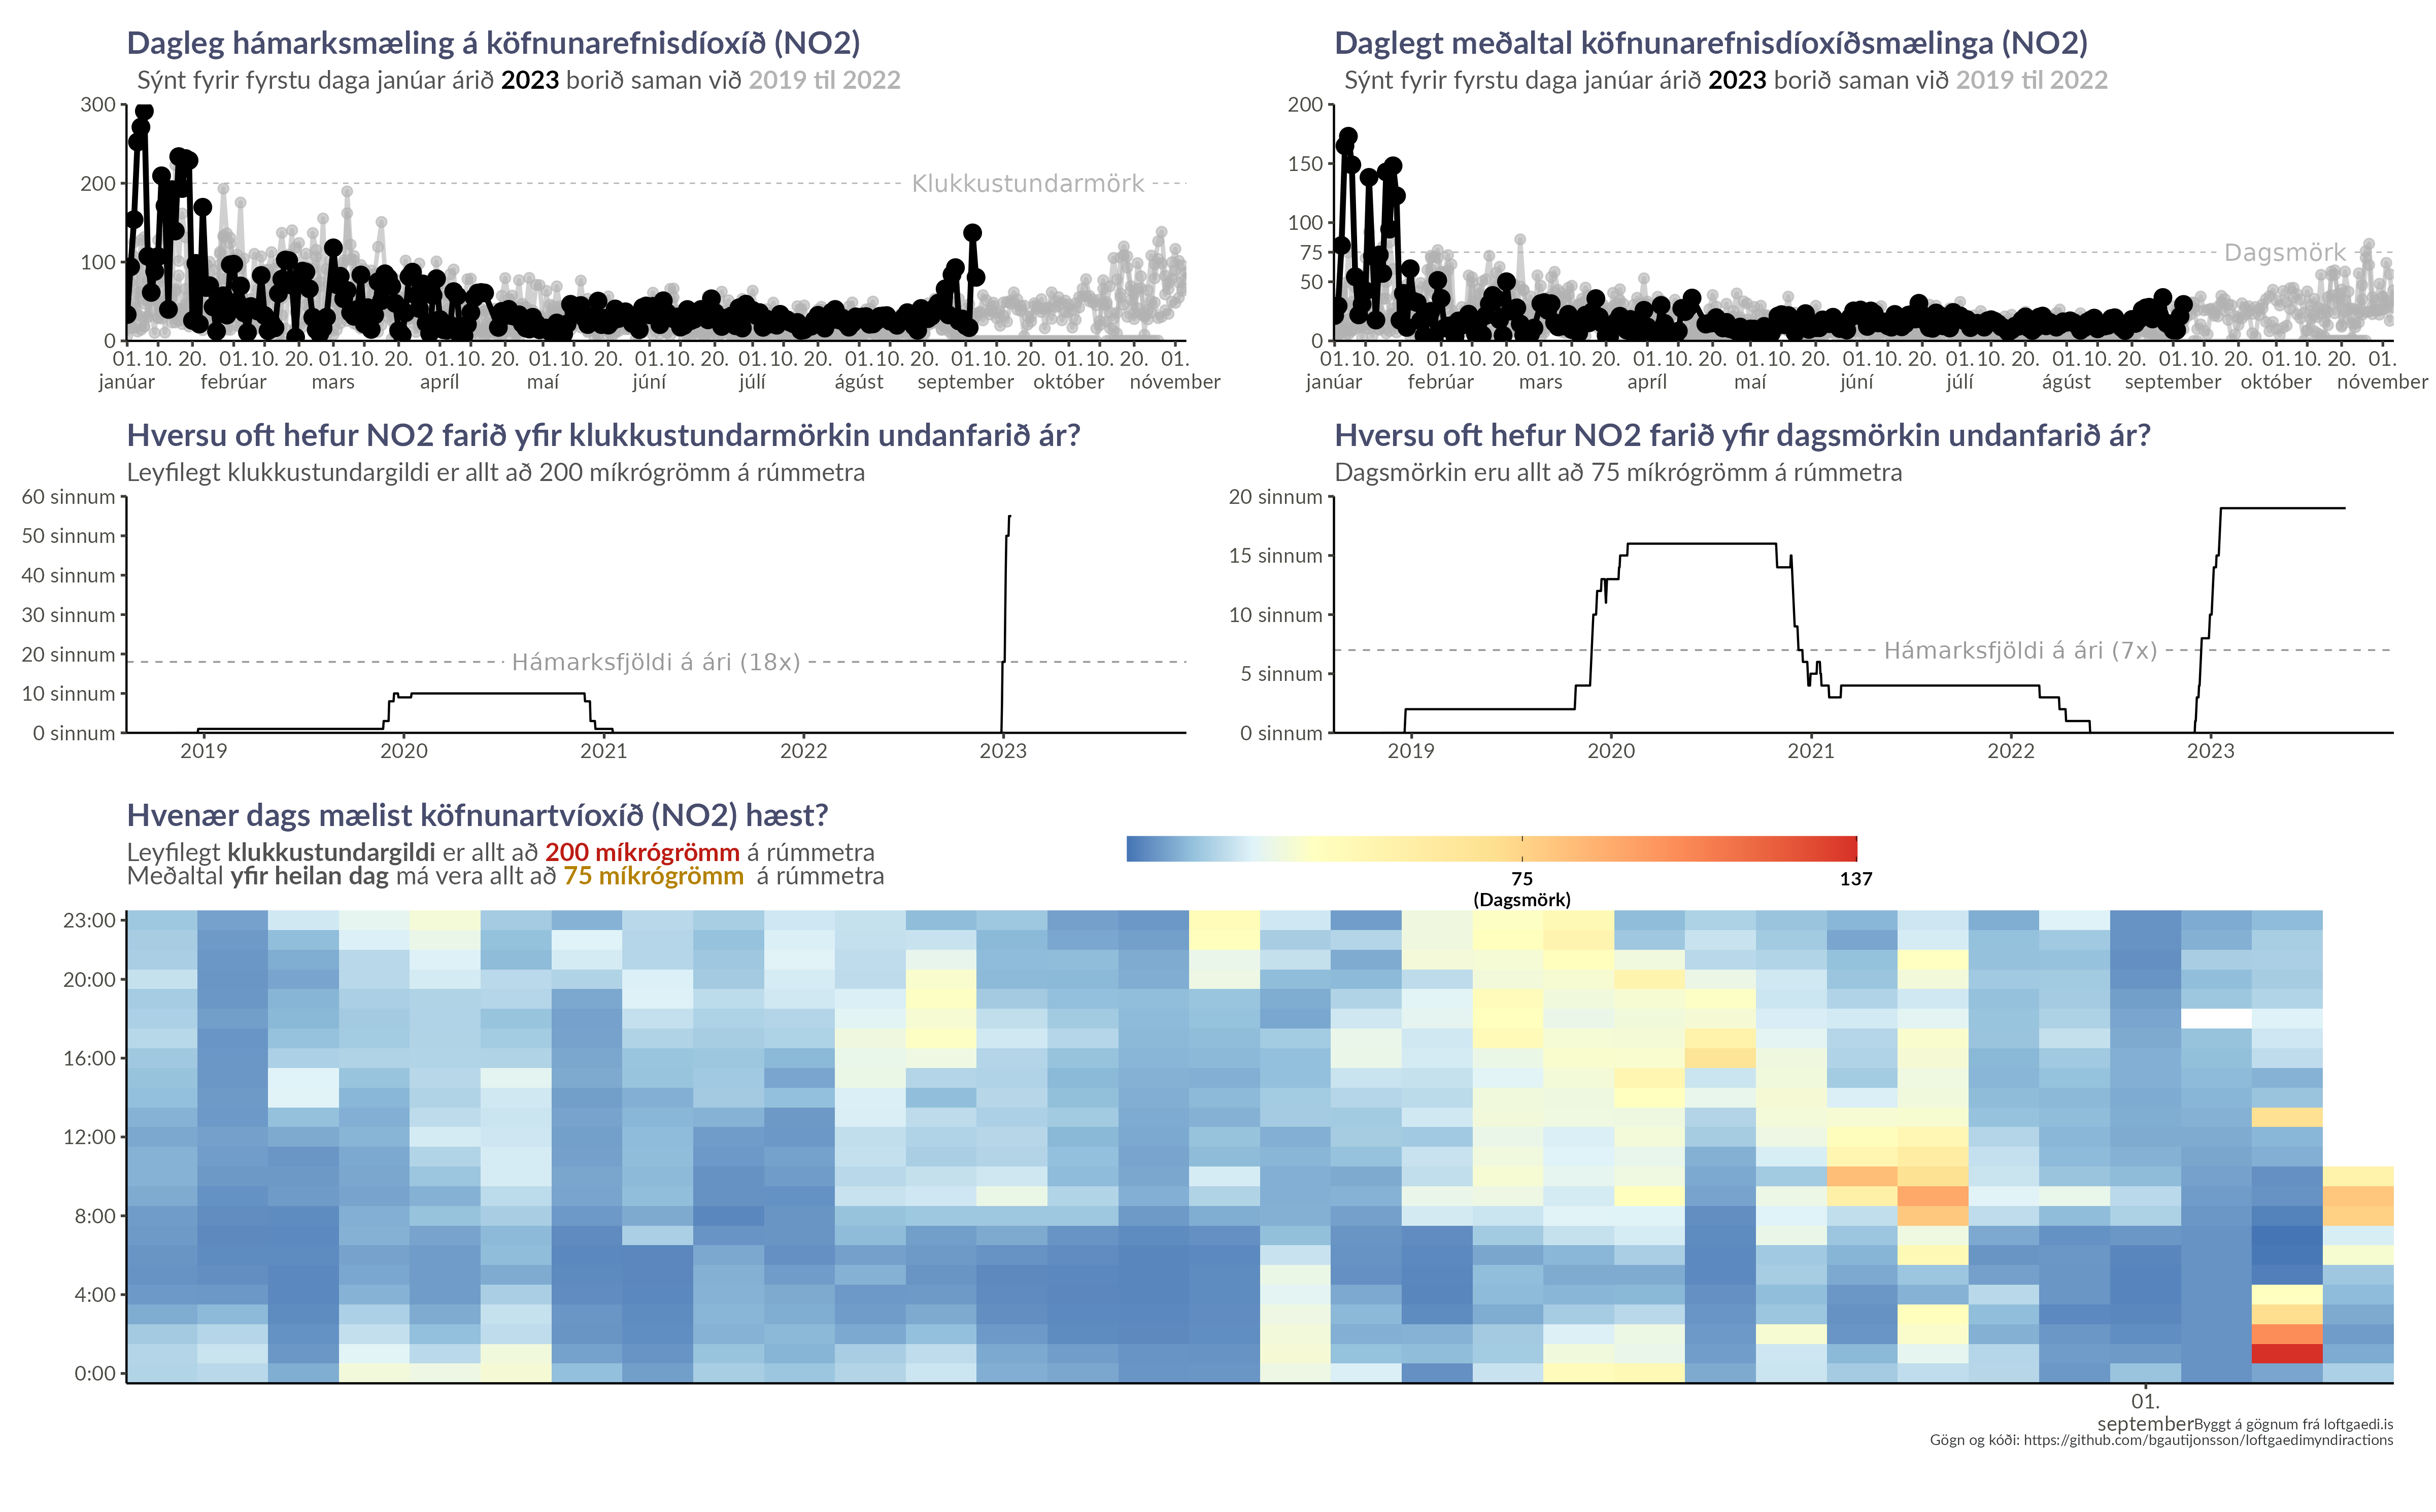 Dagleg hámarksmæling á köfnunarefnisdíoxíð (NO2)
Sýnt fyrir fyrstu daga janúar árið 2023 borið saman við 2019 til 2022
300
200
100
0
Klukkustundarmörk
01. 10. 20. 01. 10. 20. 01. 10. 20. 01. 10. 20. 01. 10. 20. 01. 10. 20. 01. 10. 20. 01. 10. 20. 01. 10. 20. 01. 10. 20. 01.
janúar febrúar mars apríl maí júní júlí ágúst september október nóvember
Daglegt meðaltal köfnunarefnisdíoxíðsmælinga (NO2)
Sýnt fyrir fyrstu daga janúar árið 2023 borið saman við 2019 til 2022
200
150
100
75
50
0
Dagsmörk
01. 10. 20. 01. 10. 20. 01. 10. 20. 01. 10. 20. 01. 10. 20. 01. 10. 20. 01. 10. 20. 01. 10. 20. 01. 10. 20. 01. 10. 20. 01.
janúar febrúar mars apríl maí júní júlí ágúst september október nóvember
Hversu oft hefur NO2 farið yfir klukkustundarmörkin undanfarið ár?
Leyfilegt klukkustundargildi er allt að 200 míkrógrömm á rúmmetra
60 sinnum
50 sinnum
40 sinnum
30 sinnum
20 sinnum
10 sinnum
0 sinnum
Hámarksfjöldi á ári (18x)
2019 2020 2021 2022 2023
Hversu oft hefur NO2 farið yfir dagsmörkin undanfarið ár?
Dagsmörkin eru allt að 75 míkrógrömm á rúmmetra
20 sinnum
15 sinnum
10 sinnum
5 sinnum
0 sinnum
Hámarksfjöldi á ári (7x)
2019 2020 2021 2022 2023
Hvenær dags mælist köfnunartvíoxíð (NO2) hæst?
Leyfilegt klukkustundargildi er allt að 200 míkrógrömm á rúmmetra
Meðaltal yfir heilan dag má vera allt að 75 míkrógrömm á rúmmetra
75 137
(Dagsmörk)
23:00
20:00
16:00
12:00
8:00
4:00
0:00
01.
september
Byggt á gögnum frá loftgaedi.is
Gögn og kóði: https://github.com/bgautijonsson/loftgaedimyndiractions